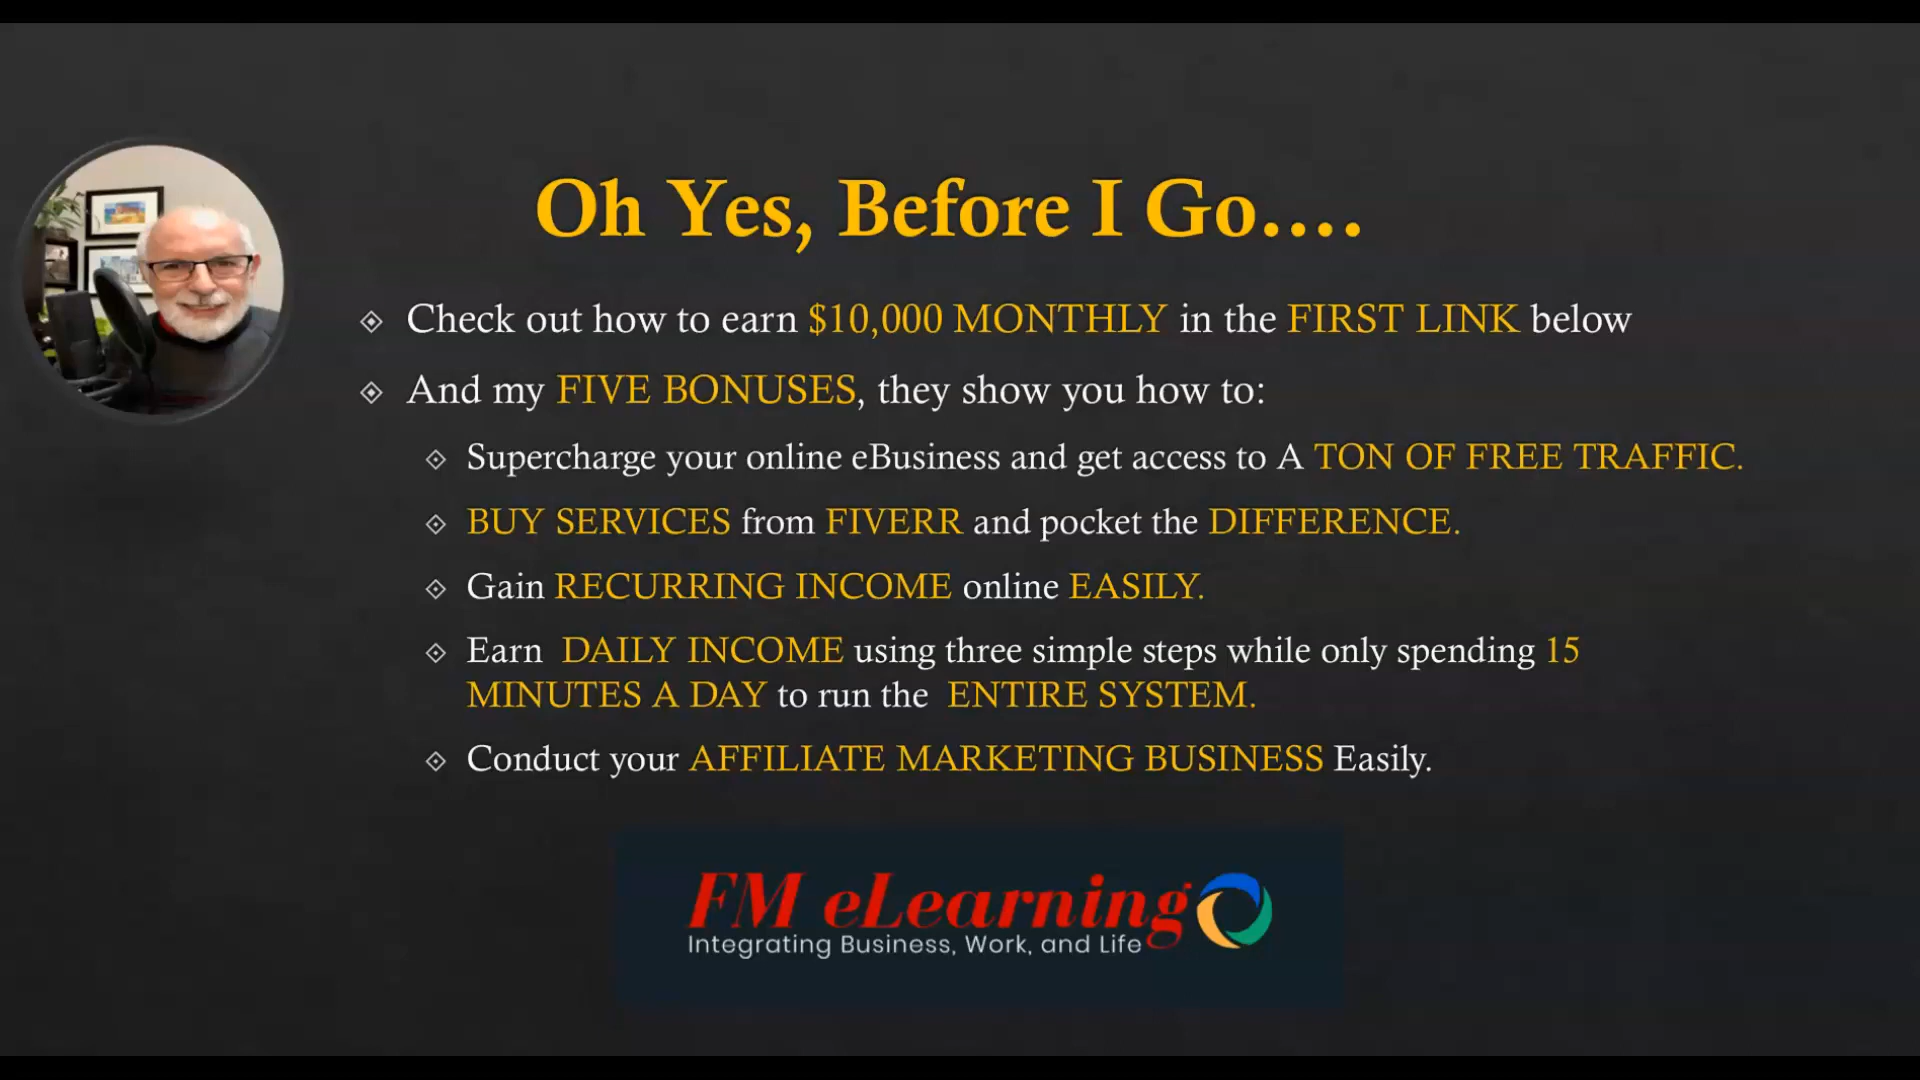 Oh Yes, Before I Go....
Check out how to earn $10,000 MONTHLY in the FIRST LINK below
And my FIVE BONUSES, they show you how to:
Supercharge your online eBusiness and get access to A TON OF FREE TRAFFIC.
BUY SERVICES from FIVERR and pocket the DIFFERENCE.
Gain RECURRING INCOME online EASILY.
Earn DAILY INCOME using three simple steps while only spending 15
MINUTES A DAY to run the ENTIRE SYSTEM.
Conduct your AFFILIATE MARKETING BUSINESS Easily.
FM eLearning
Integrating Business, Work, and Life